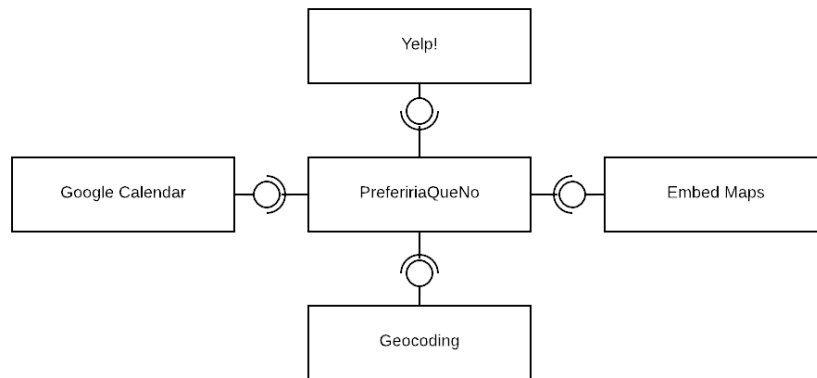 Yelp!
Google Calendar
PrefeririaQueNo
Embed Maps
Geocoding